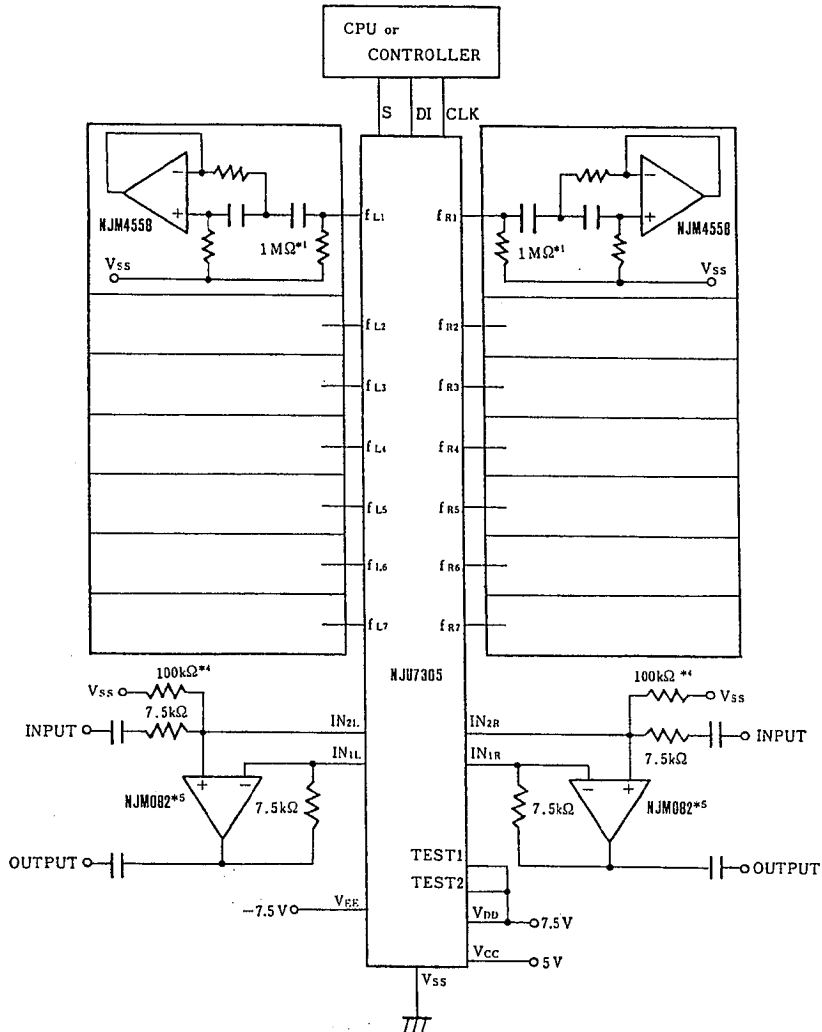 CPU or
CONTROLLER
S DI CLK
NJM4558
1MΩ*1
VSS
fL1
fR1
NJM4558
1MΩ*1
VSS
fL2
fR2
fL3
fR3
fL4
fR4
fL5
fR5
fL6
fR6
fL7
fR7
NJU7305
100kΩ*4
VSS
7.5kΩ
INPUT
IN2L
IN1L
NJM082*5
7.5kΩ
OUTPUT
100kΩ*4
VSS
IN2R
INPUT
7.5kΩ
IN1R
7.5kΩ
NJM082*5
OUTPUT
TEST1
TEST2
-7.5V
VEE
VDD
7.5V
VCC
5V
VSS